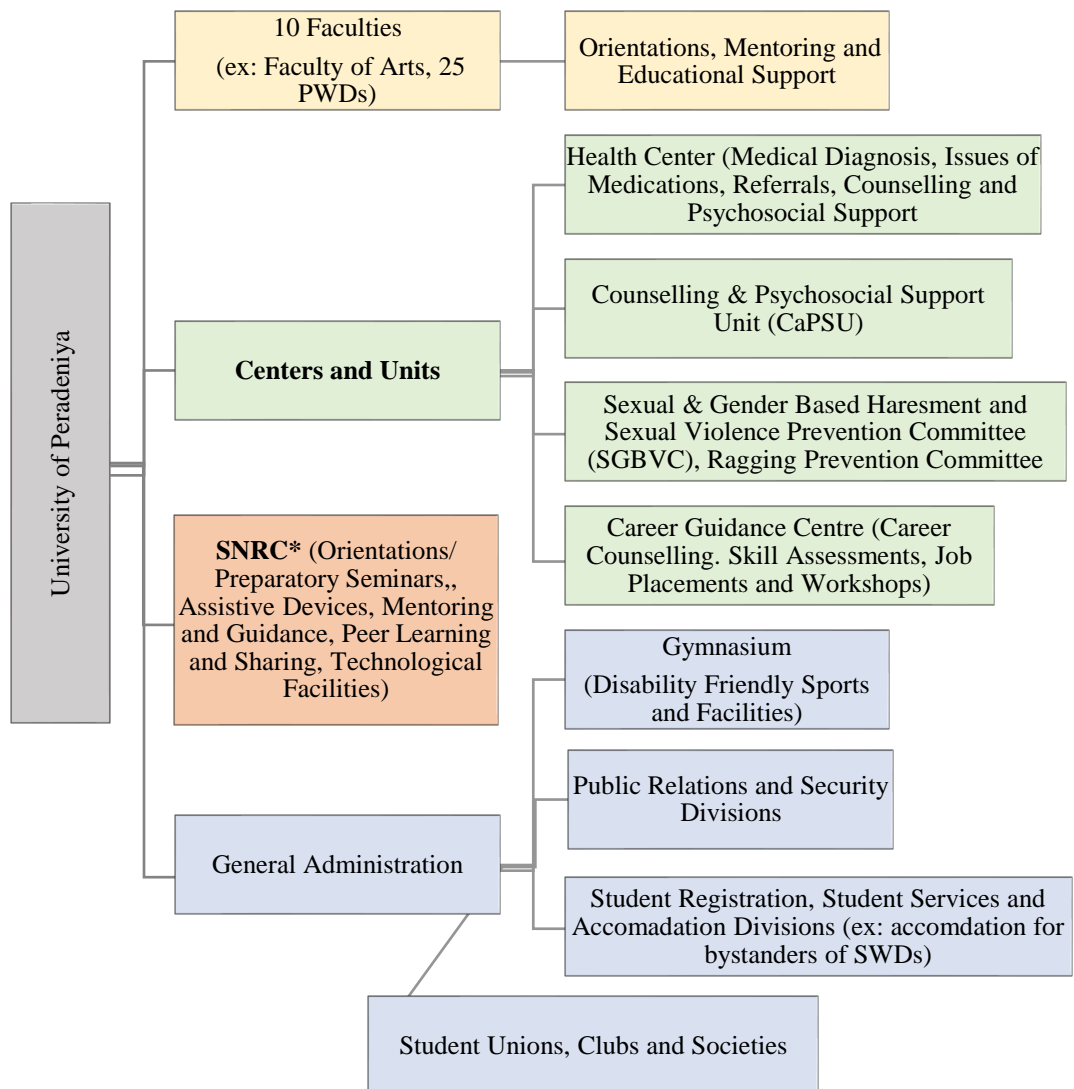 University of Peradeniya
10 Faculties
(ex: Faculty of Arts, 25
PWDs)
Orientations, Mentoring and
Educational Support
Centers and Units
Health Center (Medical Diagnosis, Issues of
Medications, Referrals, Counselling and
Psychosocial Support
Counselling & Psychosocial Support
Unit (CaPSU)
Sexual & Gender Based Haresment and
Sexual Violence Prevention Committee
(SGBVC), Ragging Prevention Committee
Career Guidance Centre (Career
Counselling. Skill Assessments, Job
Placements and Workshops)
SNRC* (Orientations/
Preparatory Seminars,,
Assistive Devices, Mentoring
and Guidance, Peer Learning
and Sharing, Technological
Facilities)
General Administration
Gymnasium
(Disability Friendly Sports
and Facilities)
Public Relations and Security
Divisions
Student Registration, Student Services and
Accomadation Divisions (ex: accomdation for
bystanders of SWDs)
Student Unions, Clubs and Societies